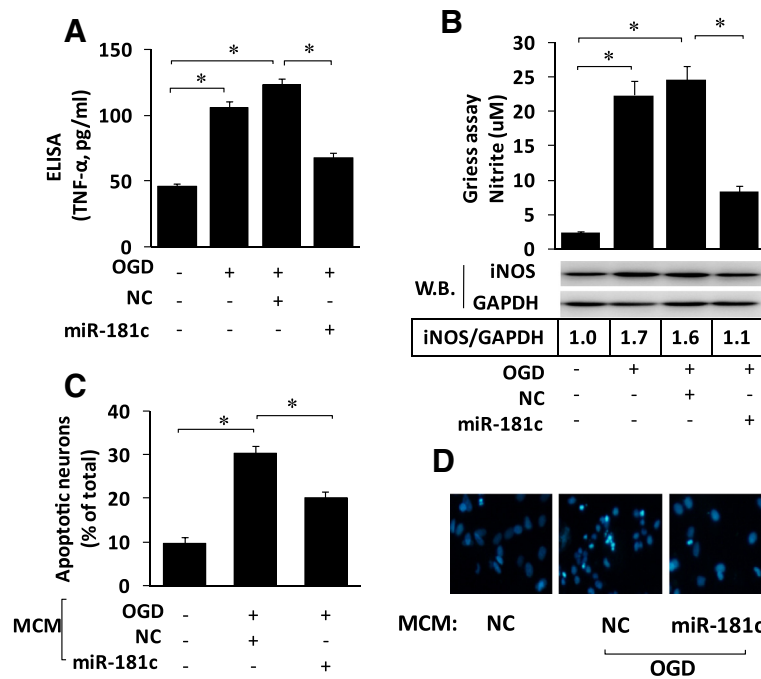 A
ELISA
(TNF-α, pg/ml)
150
100
50
0
*
*
*
OGD - + + +
NC - - + -
miR-181c - - - +
B
Griess assay
Nitrite (uM)
30
25
20
15
10
5
0
*
*
*
W.B.
iNOS
GAPDH
iNOS/GAPDH 1.0 1.7 1.6 1.1
OGD - + + +
NC - - + -
miR-181c - - - +
C
Apoptotic neurons
(% of total)
40
30
20
10
0
*
*
MCM
OGD - + +
NC - + -
miR-181c - - +
D
MCM: NC NC miR-181c
OGD